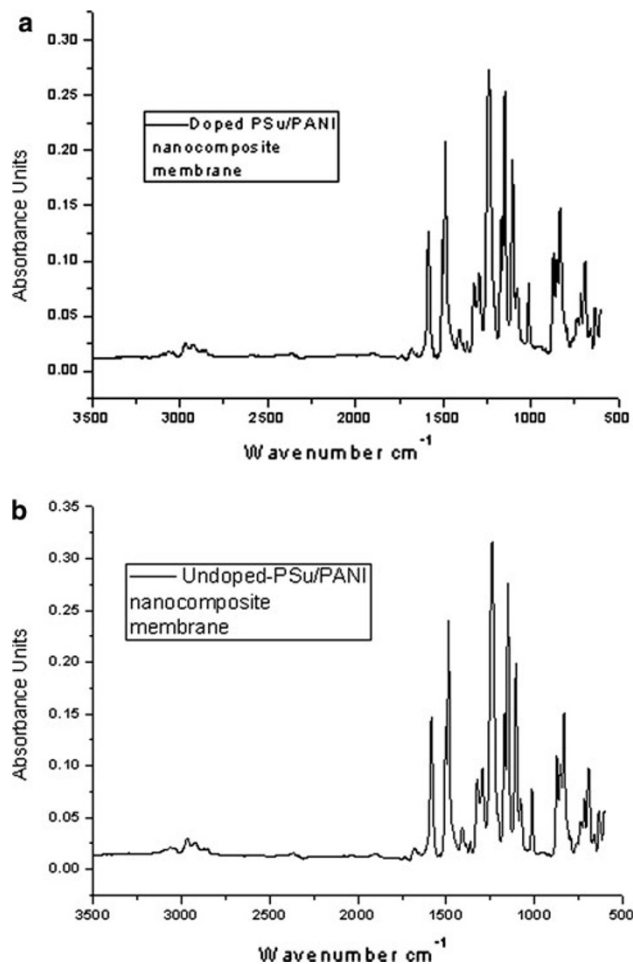 a
0.30
0.25
0.20
0.15
0.10
0.05
0.00
Absorbance Units
Doped PSu/PANI
nanocomposite
membrane
3500 3000 2500 2000 1500 1000 500
Wavenumber cm⁻¹
b
0.35
0.30
0.25
0.20
0.15
0.10
0.05
0.00
Absorbance Units
Undoped-PSu/PANI
nanocomposite
membrane
3500 3000 2500 2000 1500 1000 500
Wavenumber cm⁻¹